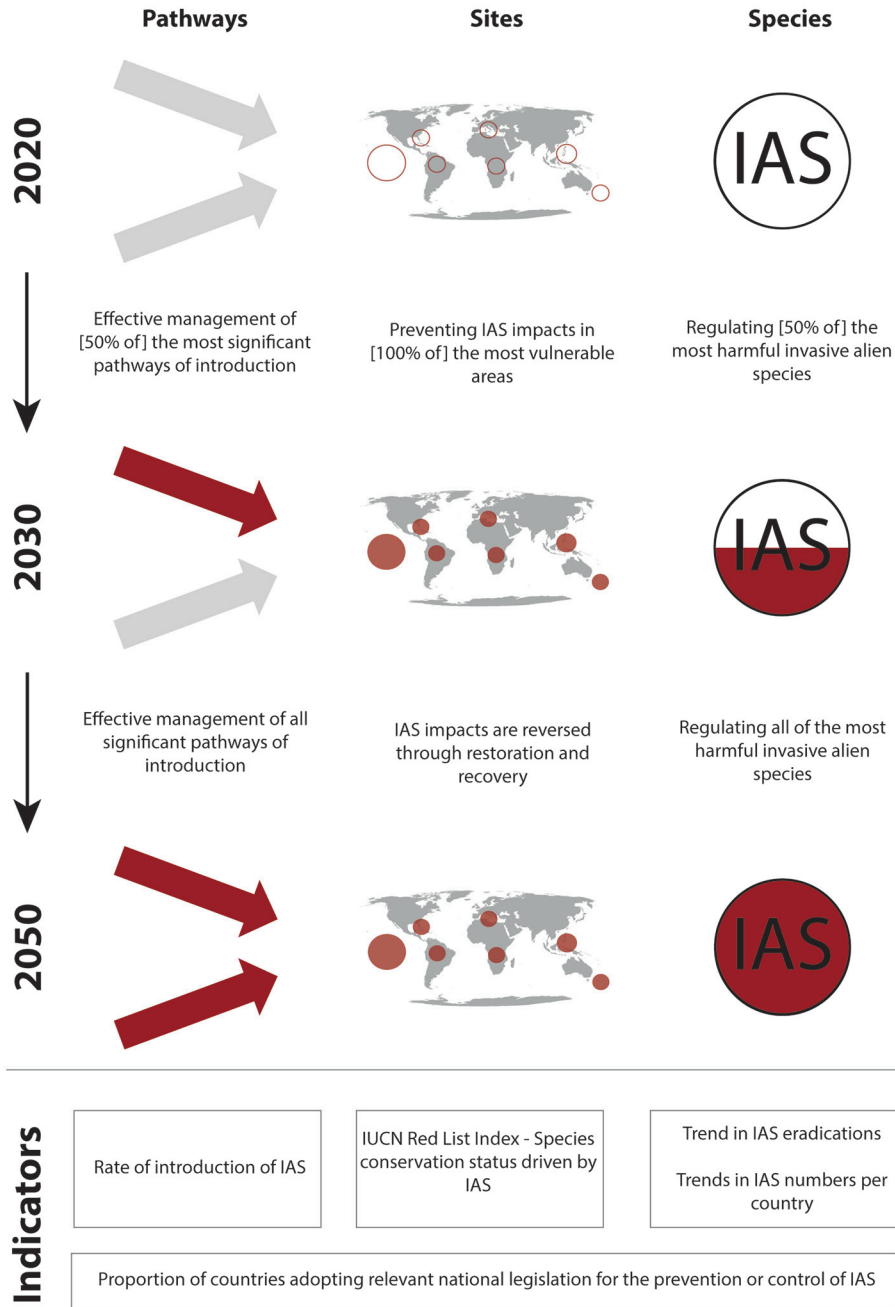 Pathways
Sites
Species
2020
IAS
Effective management of
[50% of] the most significant
pathways of introduction
Preventing IAS impacts in
[100% of] the most vulnerable
areas
Regulating [50% of] the
most harmful invasive alien
species
2030
IAS
Effective management of all
significant pathways of
introduction
IAS impacts are reversed
through restoration and
recovery
Regulating all of the most
harmful invasive alien
species
2050
IAS
Indicators
Rate of introduction of IAS
IUCN Red List Index - Species
conservation status driven by
IAS
Trend in IAS eradications
Trends in IAS numbers per
country
Proportion of countries adopting relevant national legislation for the prevention or control of IAS